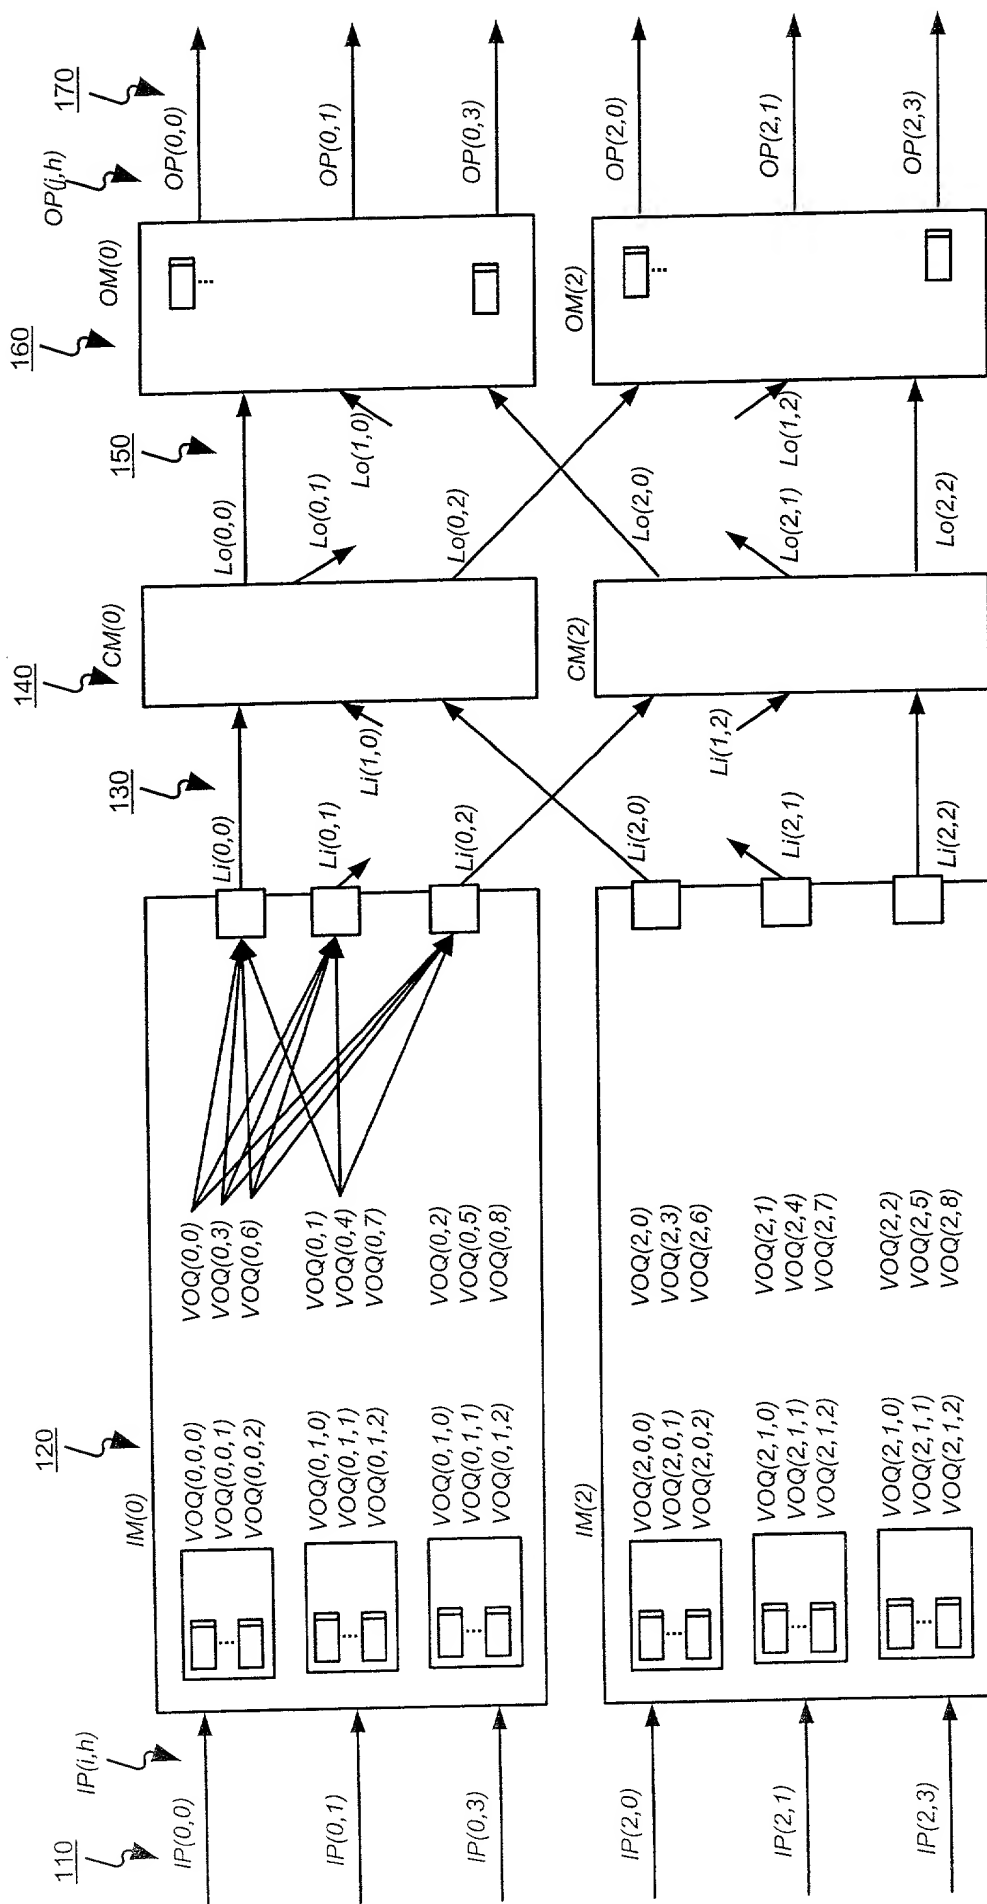 110
IP(i,h)
IP(0,0)
IP(0,1)
IP(0,3)
IP(2,0)
IP(2,1)
IP(2,3)
120
IM(0)
VOQ(0,0,0)
VOQ(0,0,1)
VOQ(0,0,2)
VOQ(0,1,0)
VOQ(0,1,1)
VOQ(0,1,2)
VOQ(0,1,0)
VOQ(0,1,1)
VOQ(0,1,2)
VOQ(0,0)
VOQ(0,3)
VOQ(0,6)
VOQ(0,1)
VOQ(0,4)
VOQ(0,7)
VOQ(0,2)
VOQ(0,5)
VOQ(0,8)
IM(2)
VOQ(2,0,0)
VOQ(2,0,1)
VOQ(2,0,2)
VOQ(2,1,0)
VOQ(2,1,1)
VOQ(2,1,2)
VOQ(2,1,0)
VOQ(2,1,1)
VOQ(2,1,2)
VOQ(2,0)
VOQ(2,3)
VOQ(2,6)
VOQ(2,1)
VOQ(2,4)
VOQ(2,7)
VOQ(2,2)
VOQ(2,5)
VOQ(2,8)
130
Li(0,0)
Li(0,1)
Li(0,2)
Li(1,0)
Li(2,0)
Li(2,1)
Li(2,2)
Li(1,2)
140
CM(0)
CM(2)
150
Lo(0,0)
Lo(0,1)
Lo(0,2)
Lo(1,0)
Lo(2,0)
Lo(2,1)
Lo(2,2)
Lo(1,2)
160
OM(0)
OM(2)
170
OP(j,h)
OP(0,0)
OP(0,1)
OP(0,3)
OP(2,0)
OP(2,1)
OP(2,3)